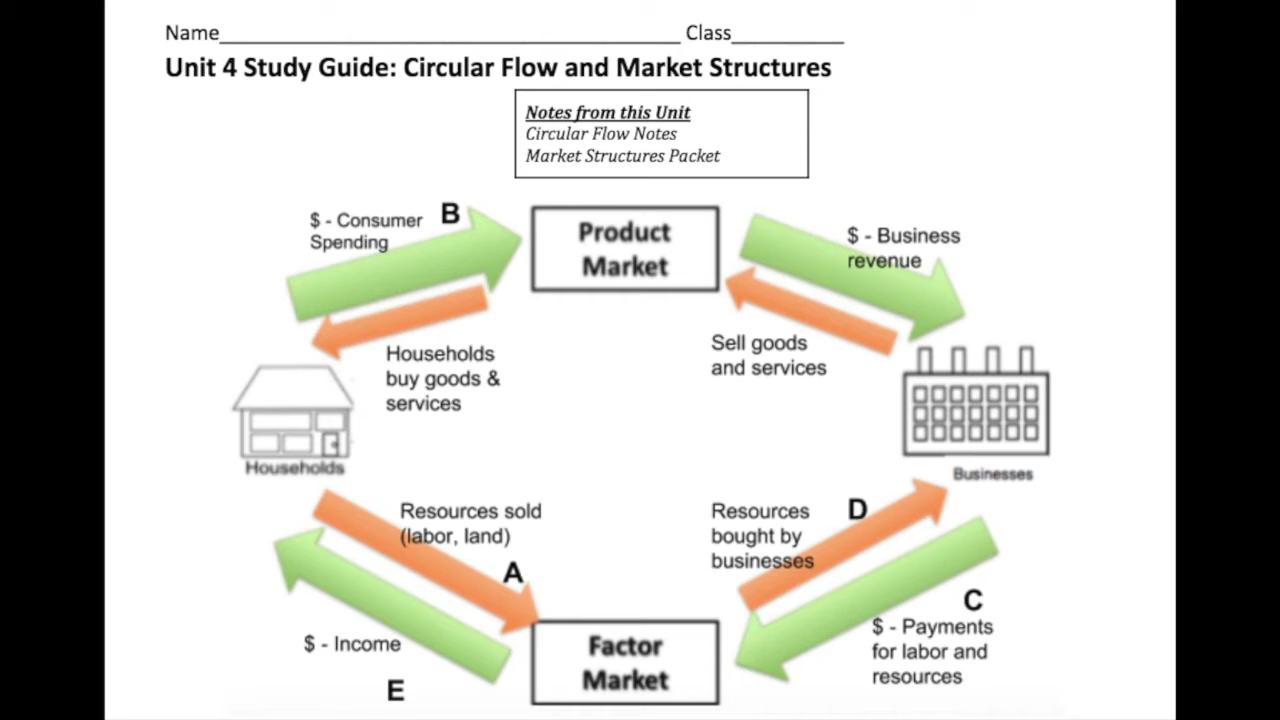 Name________________________________________ Class__________
Unit 4 Study Guide: Circular Flow and Market Structures
Notes from this Unit
Circular Flow Notes
Market Structures Packet
$ - Consumer
Spending
B
Product
Market
$ - Business
revenue
Households
buy goods &
services
Sell goods
and services
Households
Businesses
Resources sold
(labor, land)
A
Resources
bought by
businesses
D
C
$ - Payments
for labor and
resources
$ - Income
E
Factor
Market